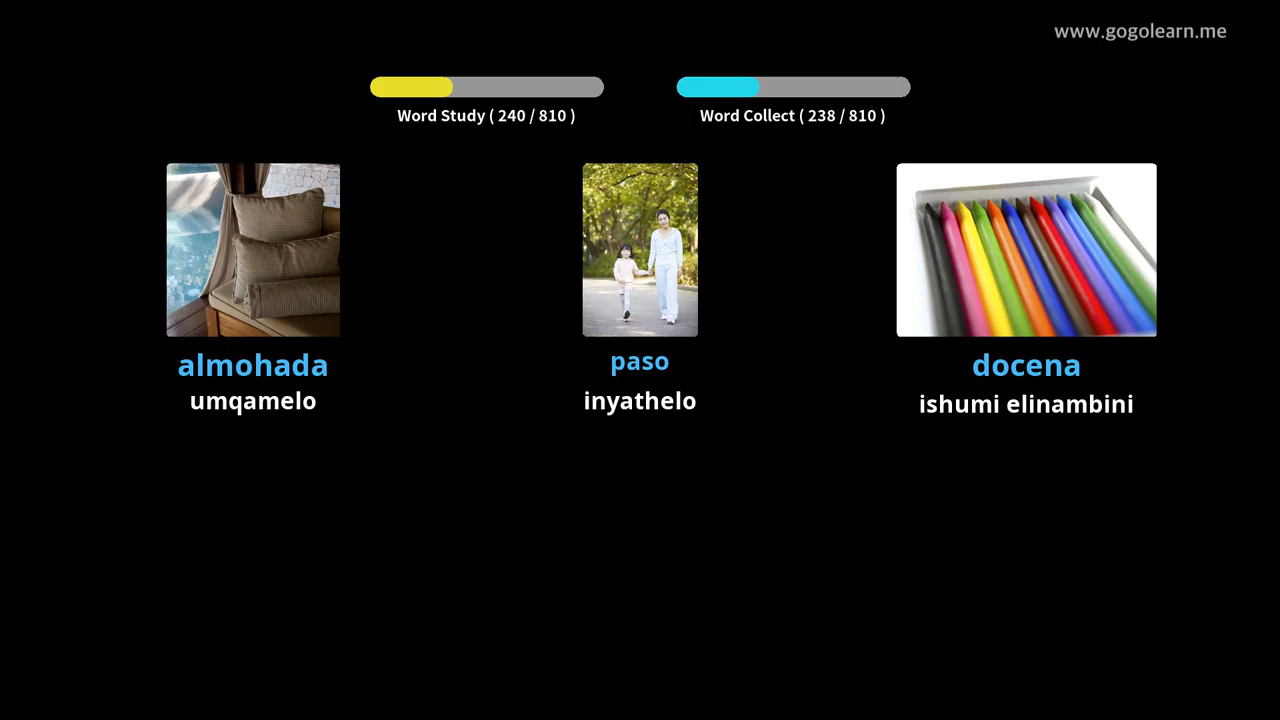 www.gogolearn.me
Word Study ( 240 / 810 )
Word Collect ( 238 / 810 )
almohada
umqamelo
paso
inyathelo
docena
ishumi elinambini